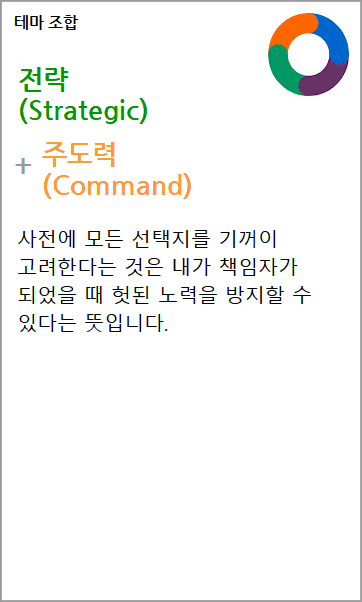 테마 조합
전략
(Strategic)
+ 주도력
(Command)
사전에 모든 선택지를 기꺼이
고려한다는 것은 내가 책임자가
되었을 때 헛된 노력을 방지할 수
있다는 뜻입니다.